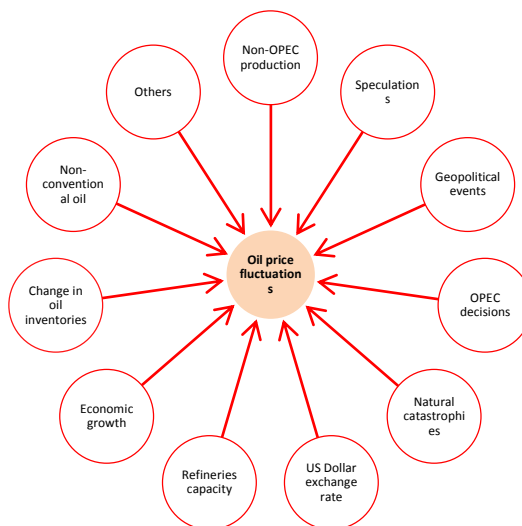 Non-OPEC
production
Speculation
s
Geopolitical
events
OPEC
decisions
Natural
catastrophi
es
US Dollar
exchange
rate
Refineries
capacity
Economic
growth
Change in
oil
inventories
Non-
convention
al oil
Others
Oil price
fluctuation
s